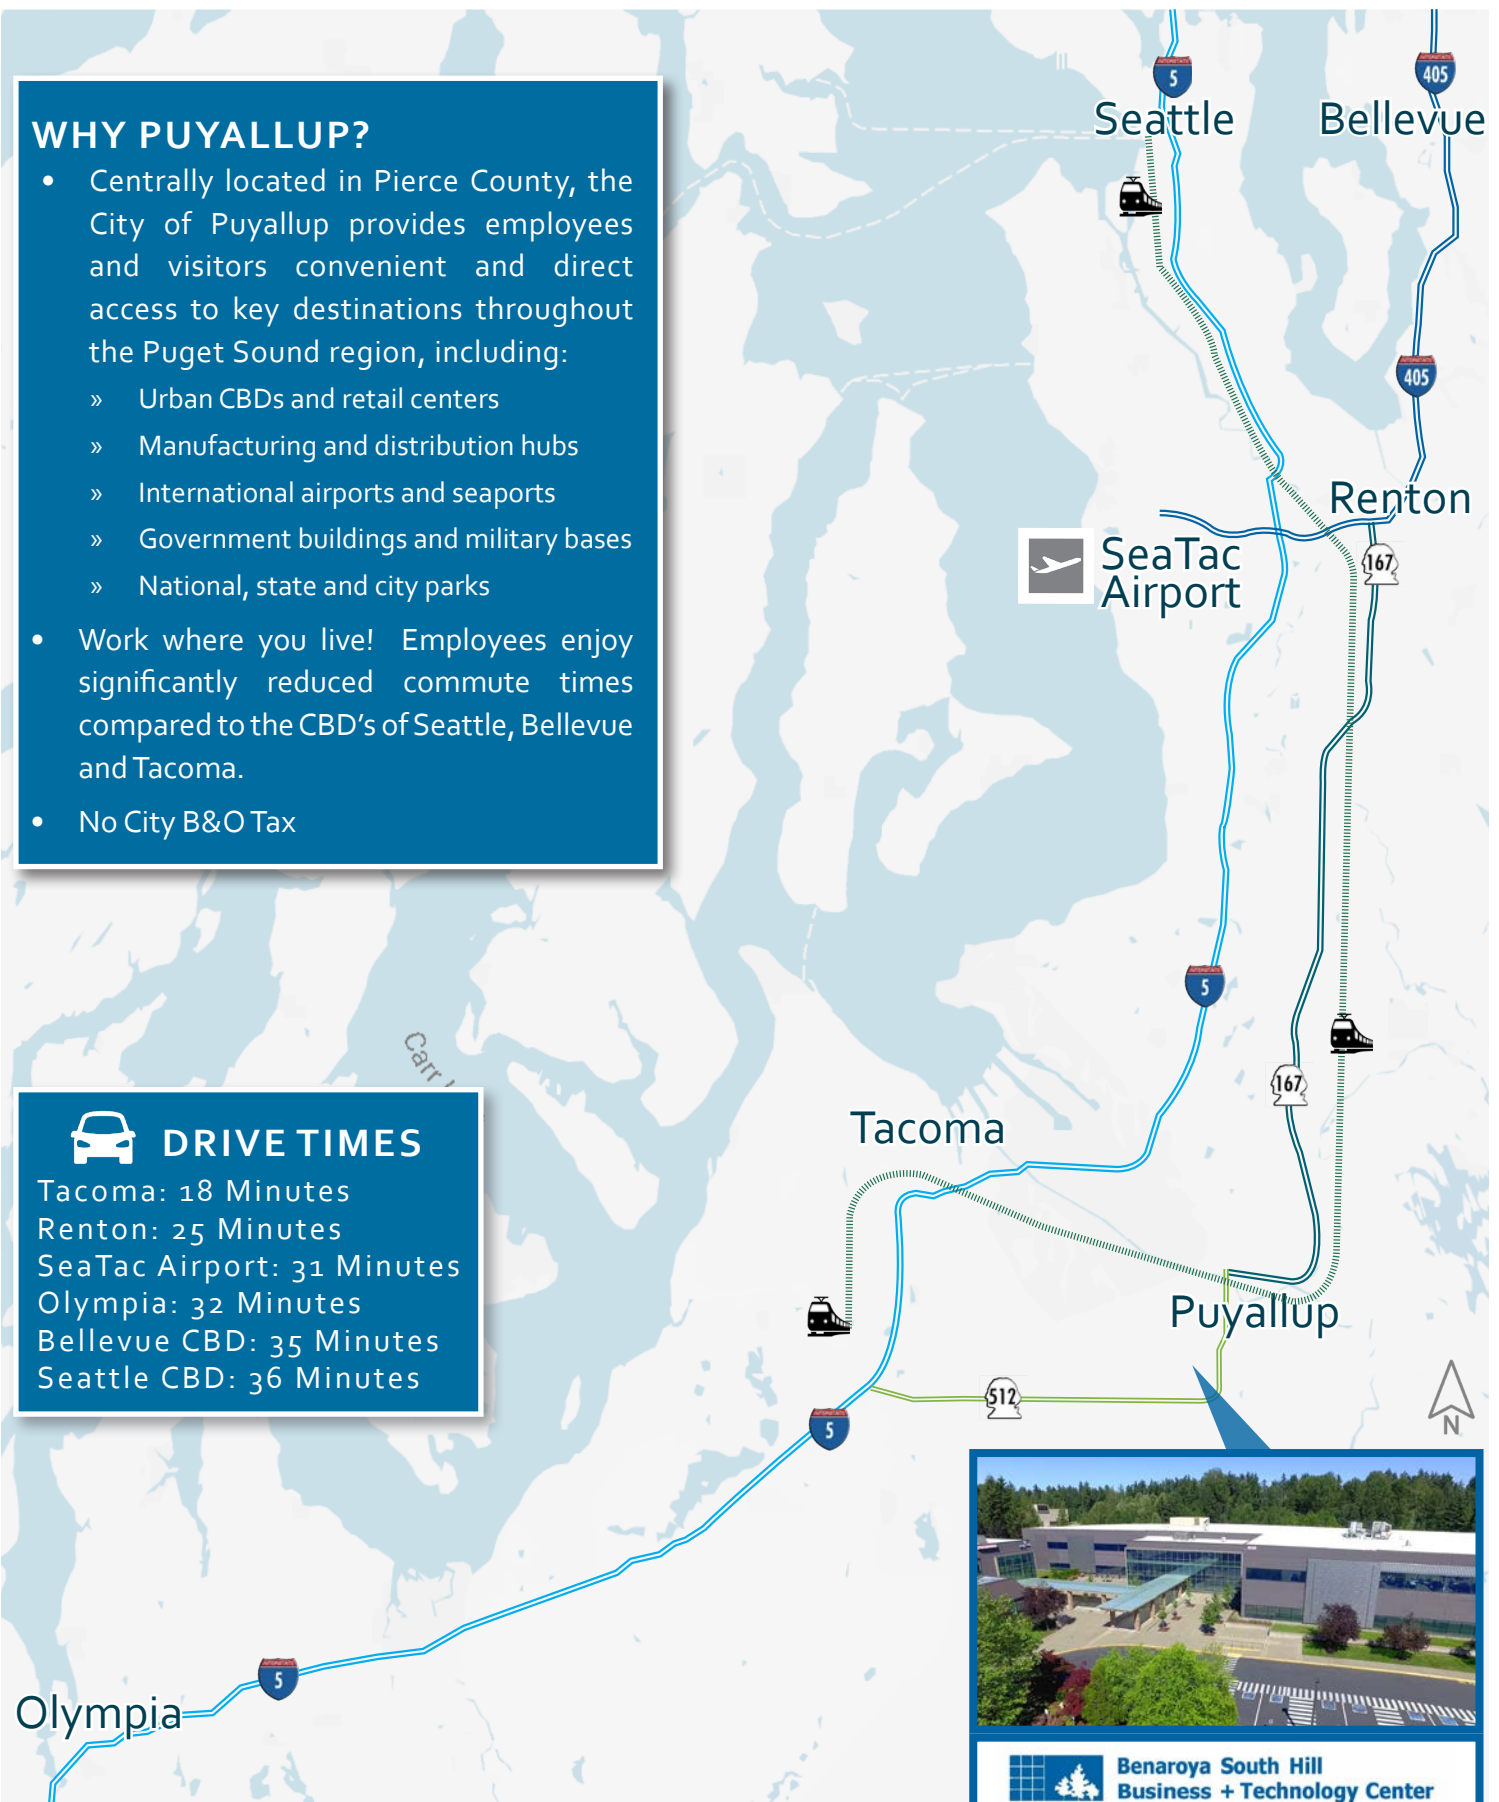 WHY PUYALLUP?
• Centrally located in Pierce County, the
City of Puyallup provides employees
and visitors convenient and direct
access to key destinations throughout
the Puget Sound region, including:
» Urban CBDs and retail centers
» Manufacturing and distribution hubs
» International airports and seaports
» Government buildings and military bases
» National, state and city parks
• Work where you live! Employees enjoy
significantly reduced commute times
compared to the CBD's of Seattle, Bellevue
and Tacoma.
• No City B&O Tax
5
405
Seattle
Bellevue
405
Renton
SeaTac
Airport
167
5
Carr
167
Tacoma
DRIVE TIMES
Tacoma: 18 Minutes
Renton: 25 Minutes
SeaTac Airport: 31 Minutes
Olympia: 32 Minutes
Bellevue CBD: 35 Minutes
Seattle CBD: 36 Minutes
Puyallup
512
5
N
5
Olympia
Benaroya South Hill
Business + Technology Center